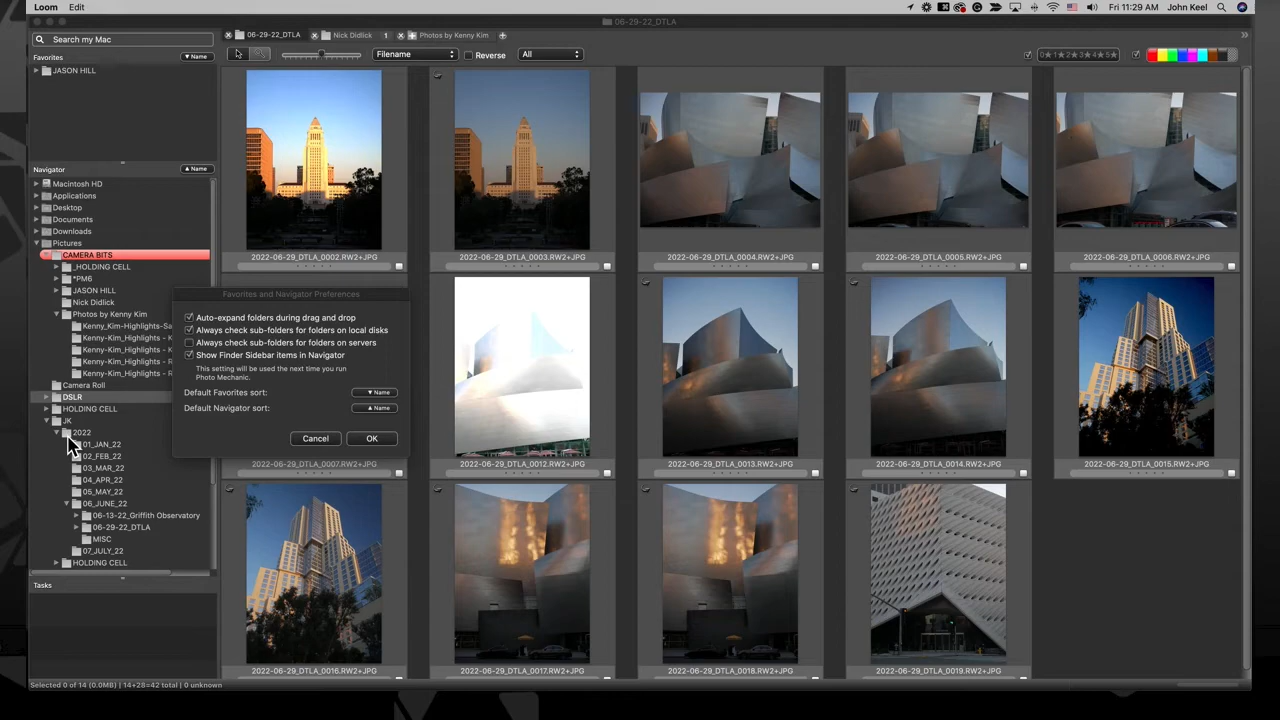 Loom Edit
Fri 11:29 AM John Keel
06-29-22_DTLA
Search my Mac
06-29-22_DTLA Nick Didlick 1 Photos by Kenny Kim
Filename Reverse All
Favorites Name
JASON HILL
Navigator Name
Macintosh HD
Applications
Desktop
Documents
Downloads
Pictures
CAMERA BITS
_HOLDING CELL
*PM6
JASON HILL
Nick Didlick
Photos by Kenny Kim
Kenny_Kim-Highlights-Sa
Kenny_Kim_Highlights - K
Kenny_Kim_Highlights - K
Kenny_Kim_Highlights - R
Kenny-Kim_Highlights - R
Camera Roll
DSLR
HOLDING CELL
JK
2022
01_JAN_22
02_FEB_22
03_MAR_22
04_APR_22
05_MAY_22
06_JUNE_22
06-13-22_Griffith Observatory
06-29-22_DTLA
MISC
07_JULY_22
HOLDING CELL
Tasks
Selected 0 of 14 (0.0MB) | 14+28=42 total | 0 unknown
Favorites and Navigator Preferences
Auto-expand folders during drag and drop
Always check sub-folders for folders on local disks
Always check sub-folders for folders on servers
Show Finder Sidebar items in Navigator
This setting will be used the next time you run
Photo Mechanic.
Default Favorites sort: Name
Default Navigator sort: Name
Cancel OK
2022-06-29_DTLA_0002.RW2+JPG
2022-06-29_DTLA_0003.RW2+JPG
2022-06-29_DTLA_0004.RW2+JPG
2022-06-29_DTLA_0005.RW2+JPG
2022-06-29_DTLA_0006.RW2+JPG
2022-06-29_DTLA_0007.RW2+JPG
2022-06-29_DTLA_0012.RW2+JPG
2022-06-29_DTLA_0013.RW2+JPG
2022-06-29_DTLA_0014.RW2+JPG
2022-06-29_DTLA_0015.RW2+JPG
2022-06-29_DTLA_0016.RW2+JPG
2022-06-29_DTLA_0017.RW2+JPG
2022-06-29_DTLA_0018.RW2+JPG
2022-06-29_DTLA_0019.RW2+JPG